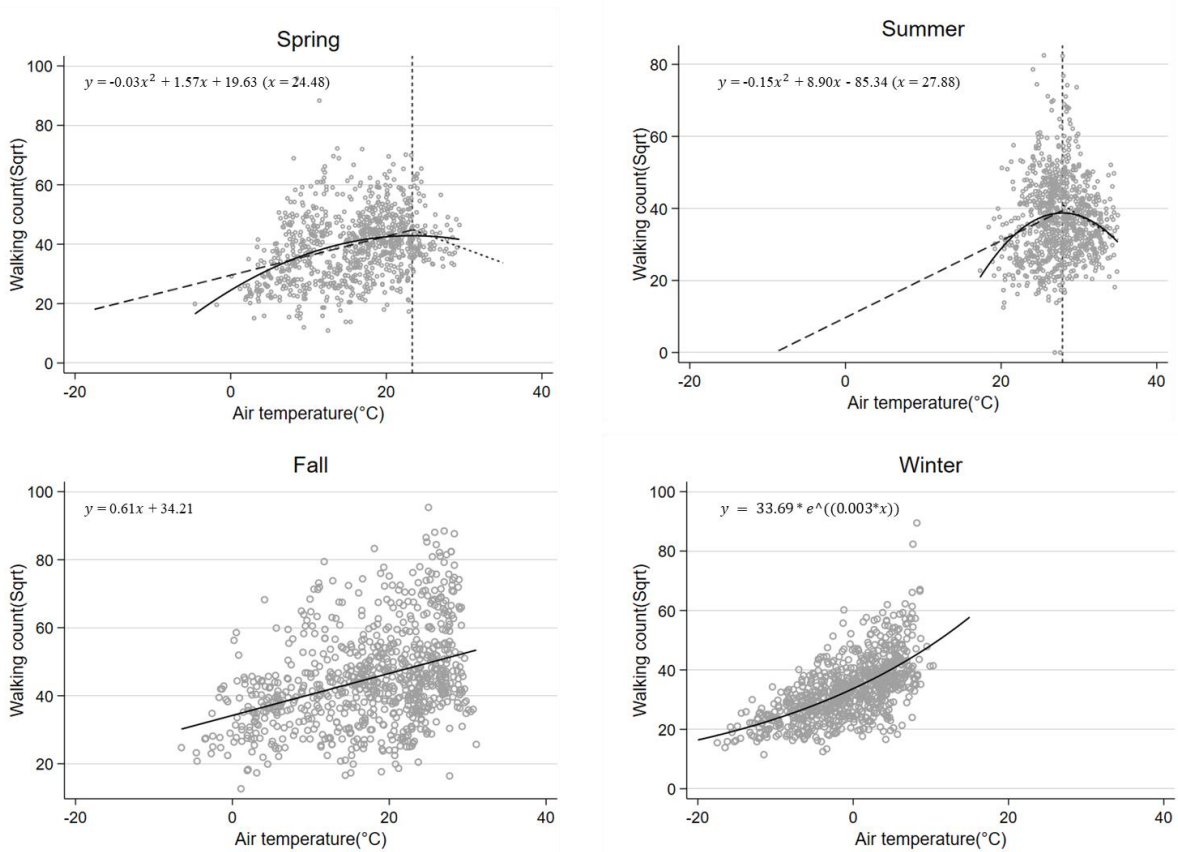 Spring
y = -0.03x² + 1.57x + 19.63 (x = 24.48)
Walking count(Sqrt)
100
80
60
40
20
0
-20 0 20 40
Air temperature(°C)
Summer
y = -0.15x² + 8.90x - 85.34 (x = 27.88)
Walking count(Sqrt)
80
60
40
20
0
-20 0 20 40
Air temperature(°C)
Fall
y = 0.61x + 34.21
Walking count(Sqrt)
100
80
60
40
20
-20 0 20 40
Air temperature(°C)
Winter
y = 33.69 * e^((0.003*x))
Walking count(Sqrt)
100
80
60
40
20
0
-20 0 20 40
Air temperature(°C)